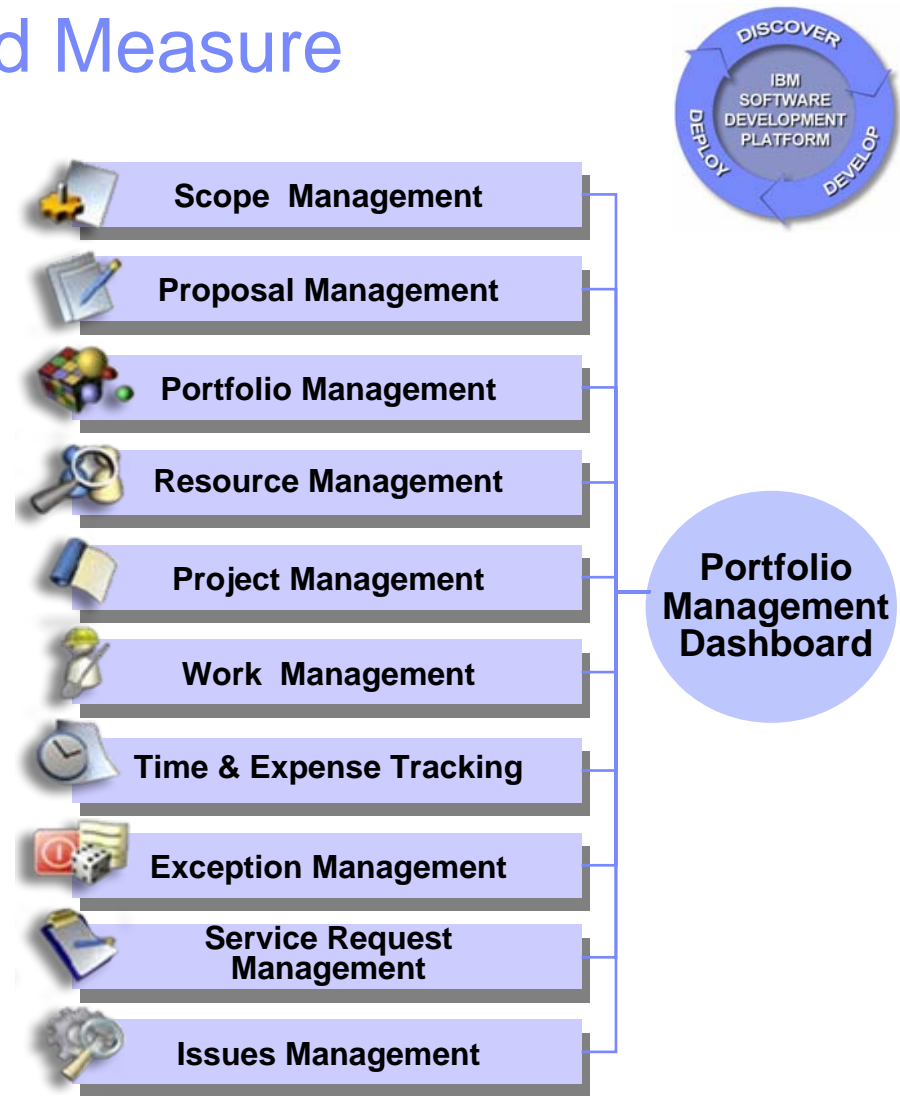 d Measure
DISCOVER
IBM
SOFTWARE
DEVELOPMENT
PLATFORM
DEPLOY
DEVELOP
Scope Management
Proposal Management
Portfolio Management
Resource Management
Project Management
Work Management
Time & Expense Tracking
Exception Management
Service Request
Management
Issues Management
Portfolio
Management
Dashboard